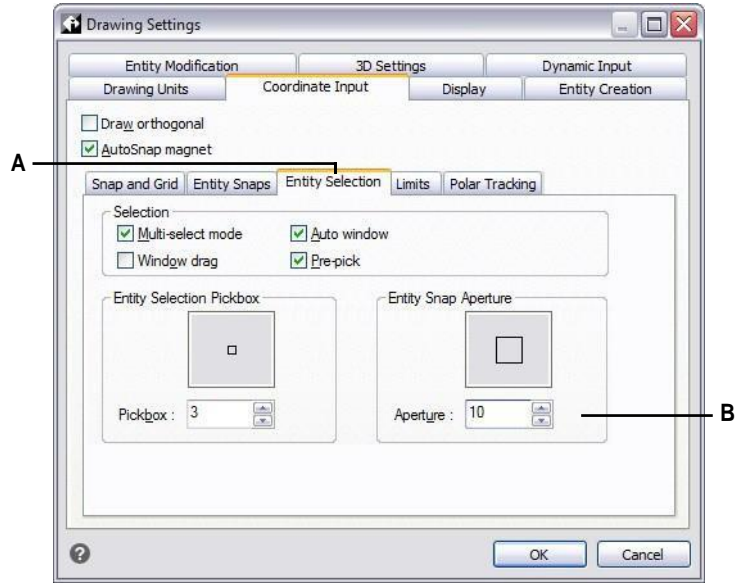 Drawing Settings
Entity Modification 3D Settings Dynamic Input
Drawing Units Coordinate Input Display Entity Creation
Draw orthogonal
AutoSnap magnet
A
Snap and Grid Entity Snaps Entity Selection Limits Polar Tracking
Selection
Multi-select mode Auto window
Window drag Pre-pick
Entity Selection Pickbox Entity Snap Aperture
Pickbox : 3 Aperture : 10
B
? OK Cancel